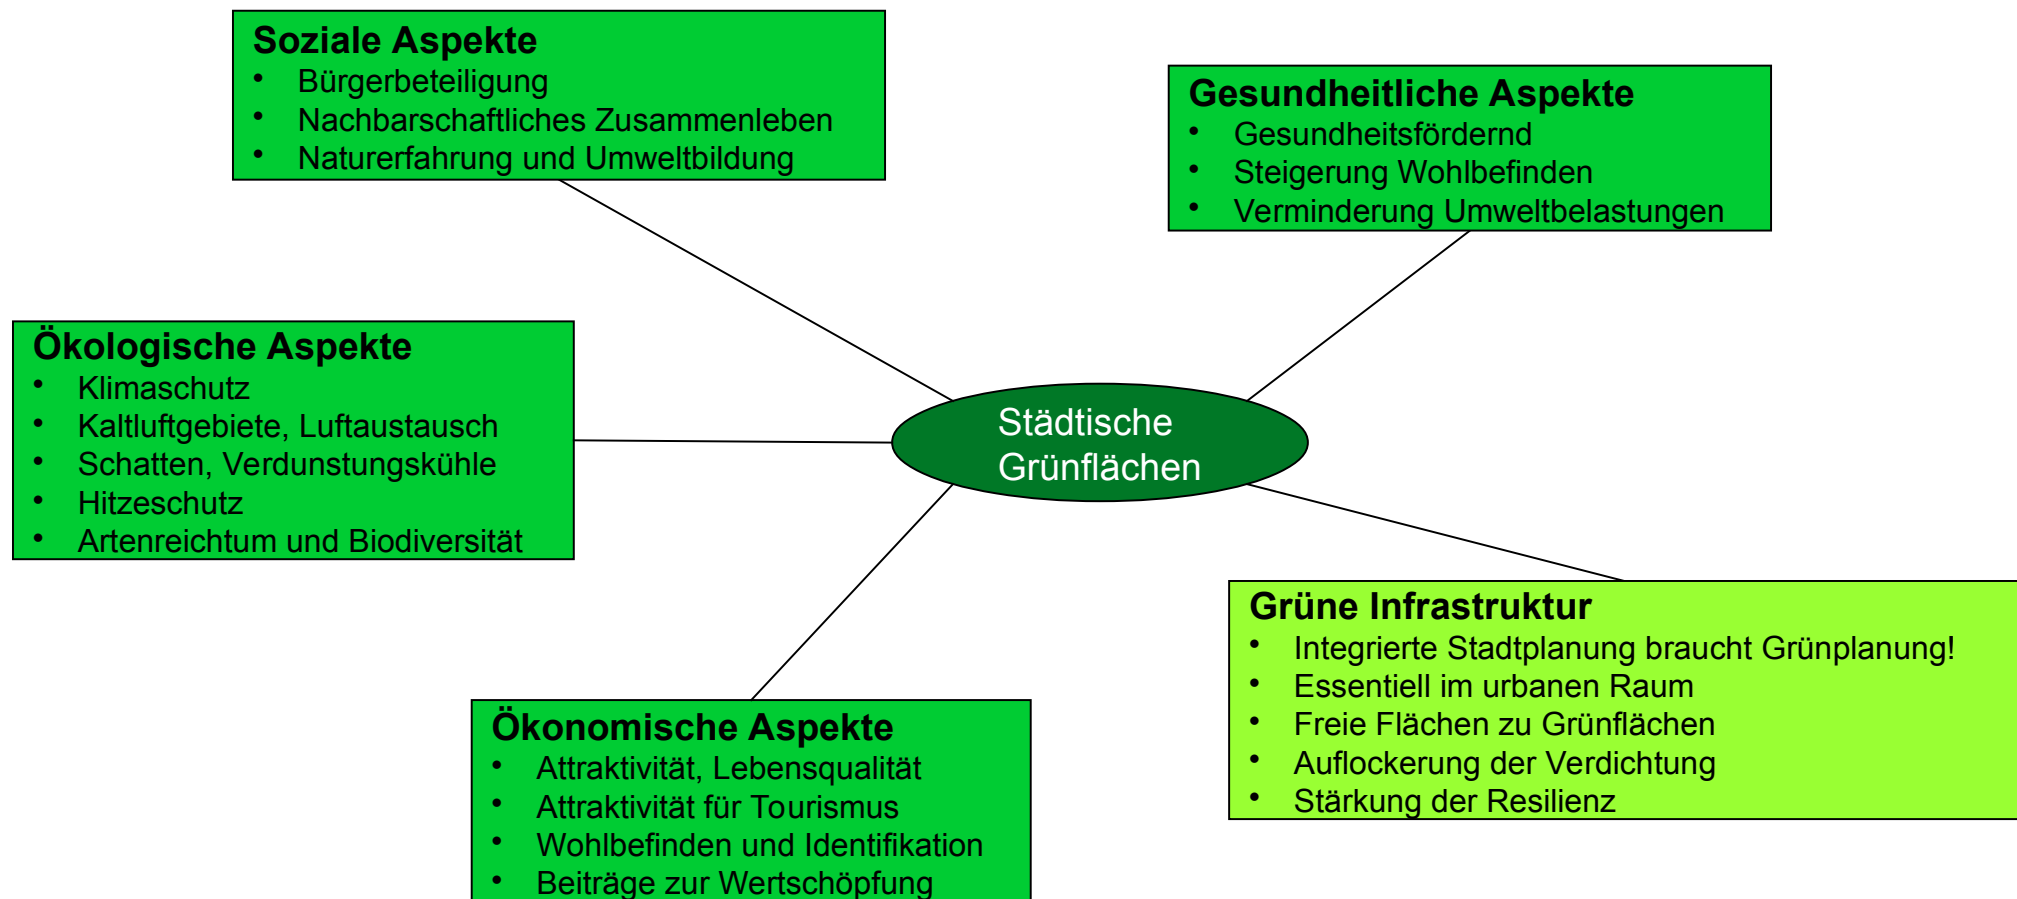 Soziale Aspekte
• Bürgerbeteiligung
• Nachbarschaftliches Zusammenleben
• Naturerfahrung und Umweltbildung
Gesundheitliche Aspekte
• Gesundheitsfördernd
• Steigerung Wohlbefinden
• Verminderung Umweltbelastungen
Ökologische Aspekte
• Klimaschutz
• Kaltluftgebiete, Luftaustausch
• Schatten, Verdunstungskühle
• Hitzeschutz
• Artenreichtum und Biodiversität
Städtische
Grünflächen
Grüne Infrastruktur
• Integrierte Stadtplanung braucht Grünplanung!
• Essentiell im urbanen Raum
• Freie Flächen zu Grünflächen
• Auflockerung der Verdichtung
• Stärkung der Resilienz
Ökonomische Aspekte
• Attraktivität, Lebensqualität
• Attraktivität für Tourismus
• Wohlbefinden und Identifikation
• Beiträge zur Wertschöpfung